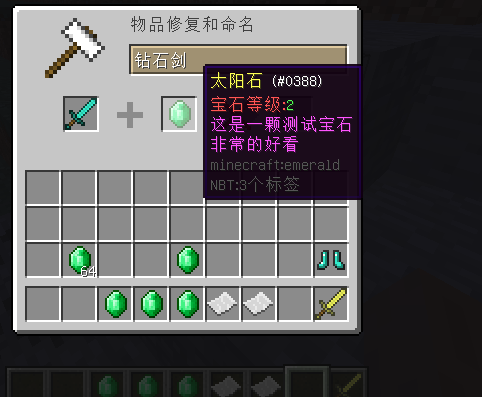 物品修复和命名
钻石剑
太阳石 (#0388)
宝石等级:2
这是一颗测试宝石
非常的好看
minecraft:emerald
NBT:3个标签
64